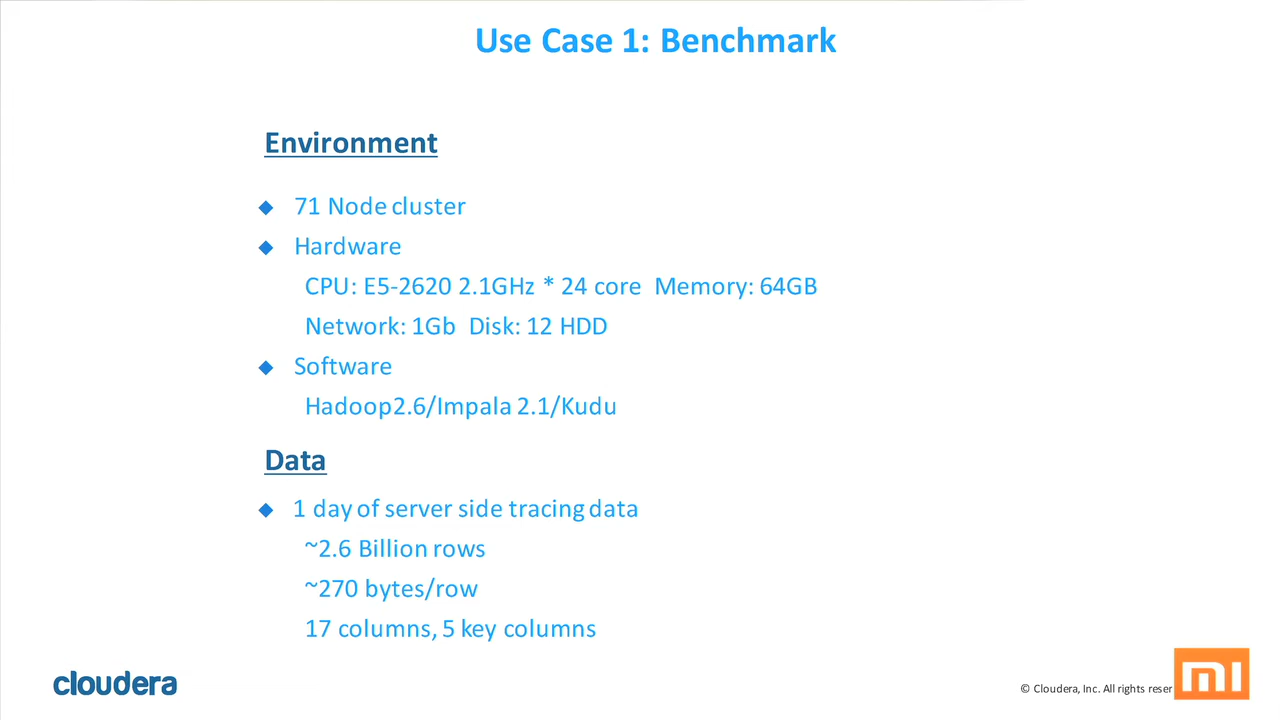 Use Case 1: Benchmark
Environment
71 Node cluster
Hardware
CPU: E5-2620 2.1GHz * 24 core Memory: 64GB
Network: 1Gb Disk: 12 HDD
Software
Hadoop2.6/Impala 2.1/Kudu
Data
1 day of server side tracing data
~2.6 Billion rows
~270 bytes/row
17 columns, 5 key columns
cloudera
© Cloudera, Inc. All rights reser
mi